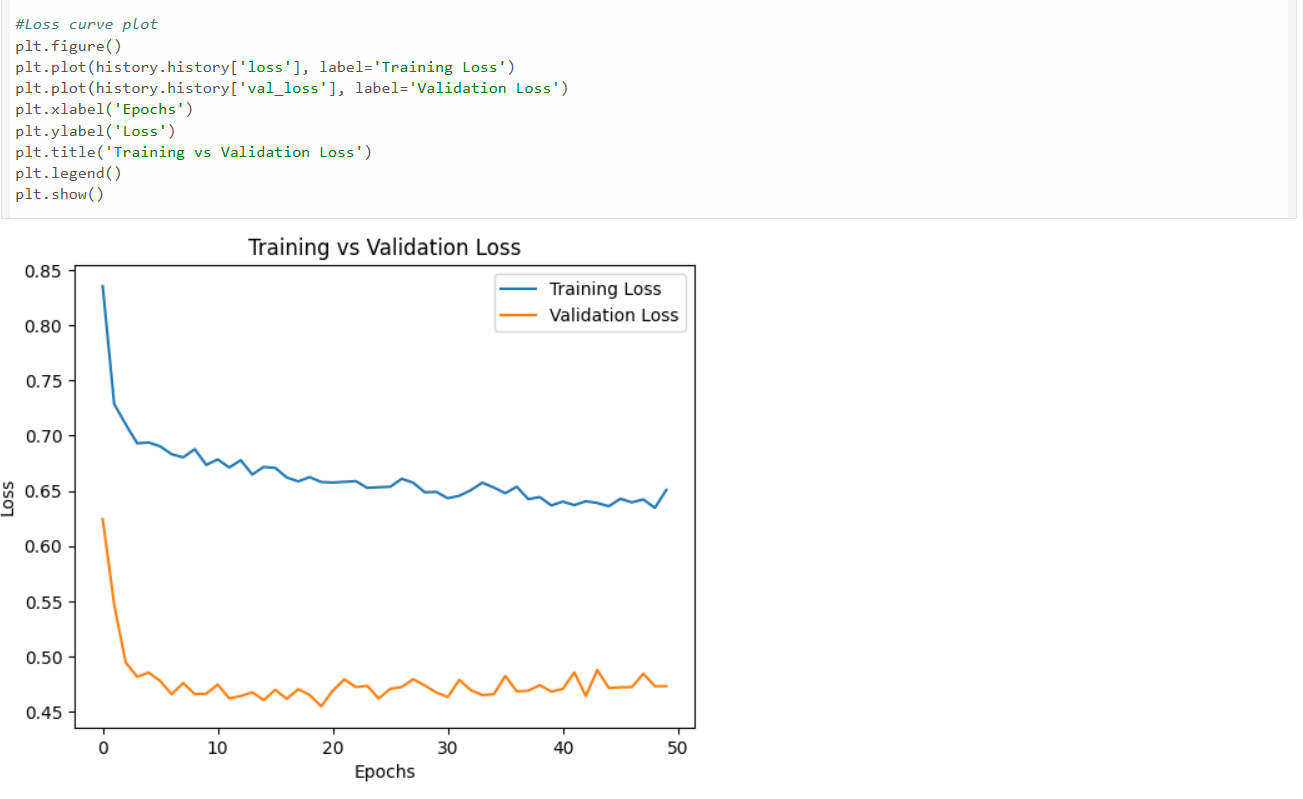 #Loss curve plot
plt.figure()
plt.plot(history.history['loss'], label='Training Loss')
plt.plot(history.history['val_loss'], label='Validation Loss')
plt.xlabel('Epochs')
plt.ylabel('Loss')
plt.title('Training vs Validation Loss')
plt.legend()
plt.show()
Training vs Validation Loss
Training Loss
Validation Loss
0.85
0.80
0.75
0.70
0.65
0.60
0.55
0.50
0.45
Loss
0 10 20 30 40 50
Epochs